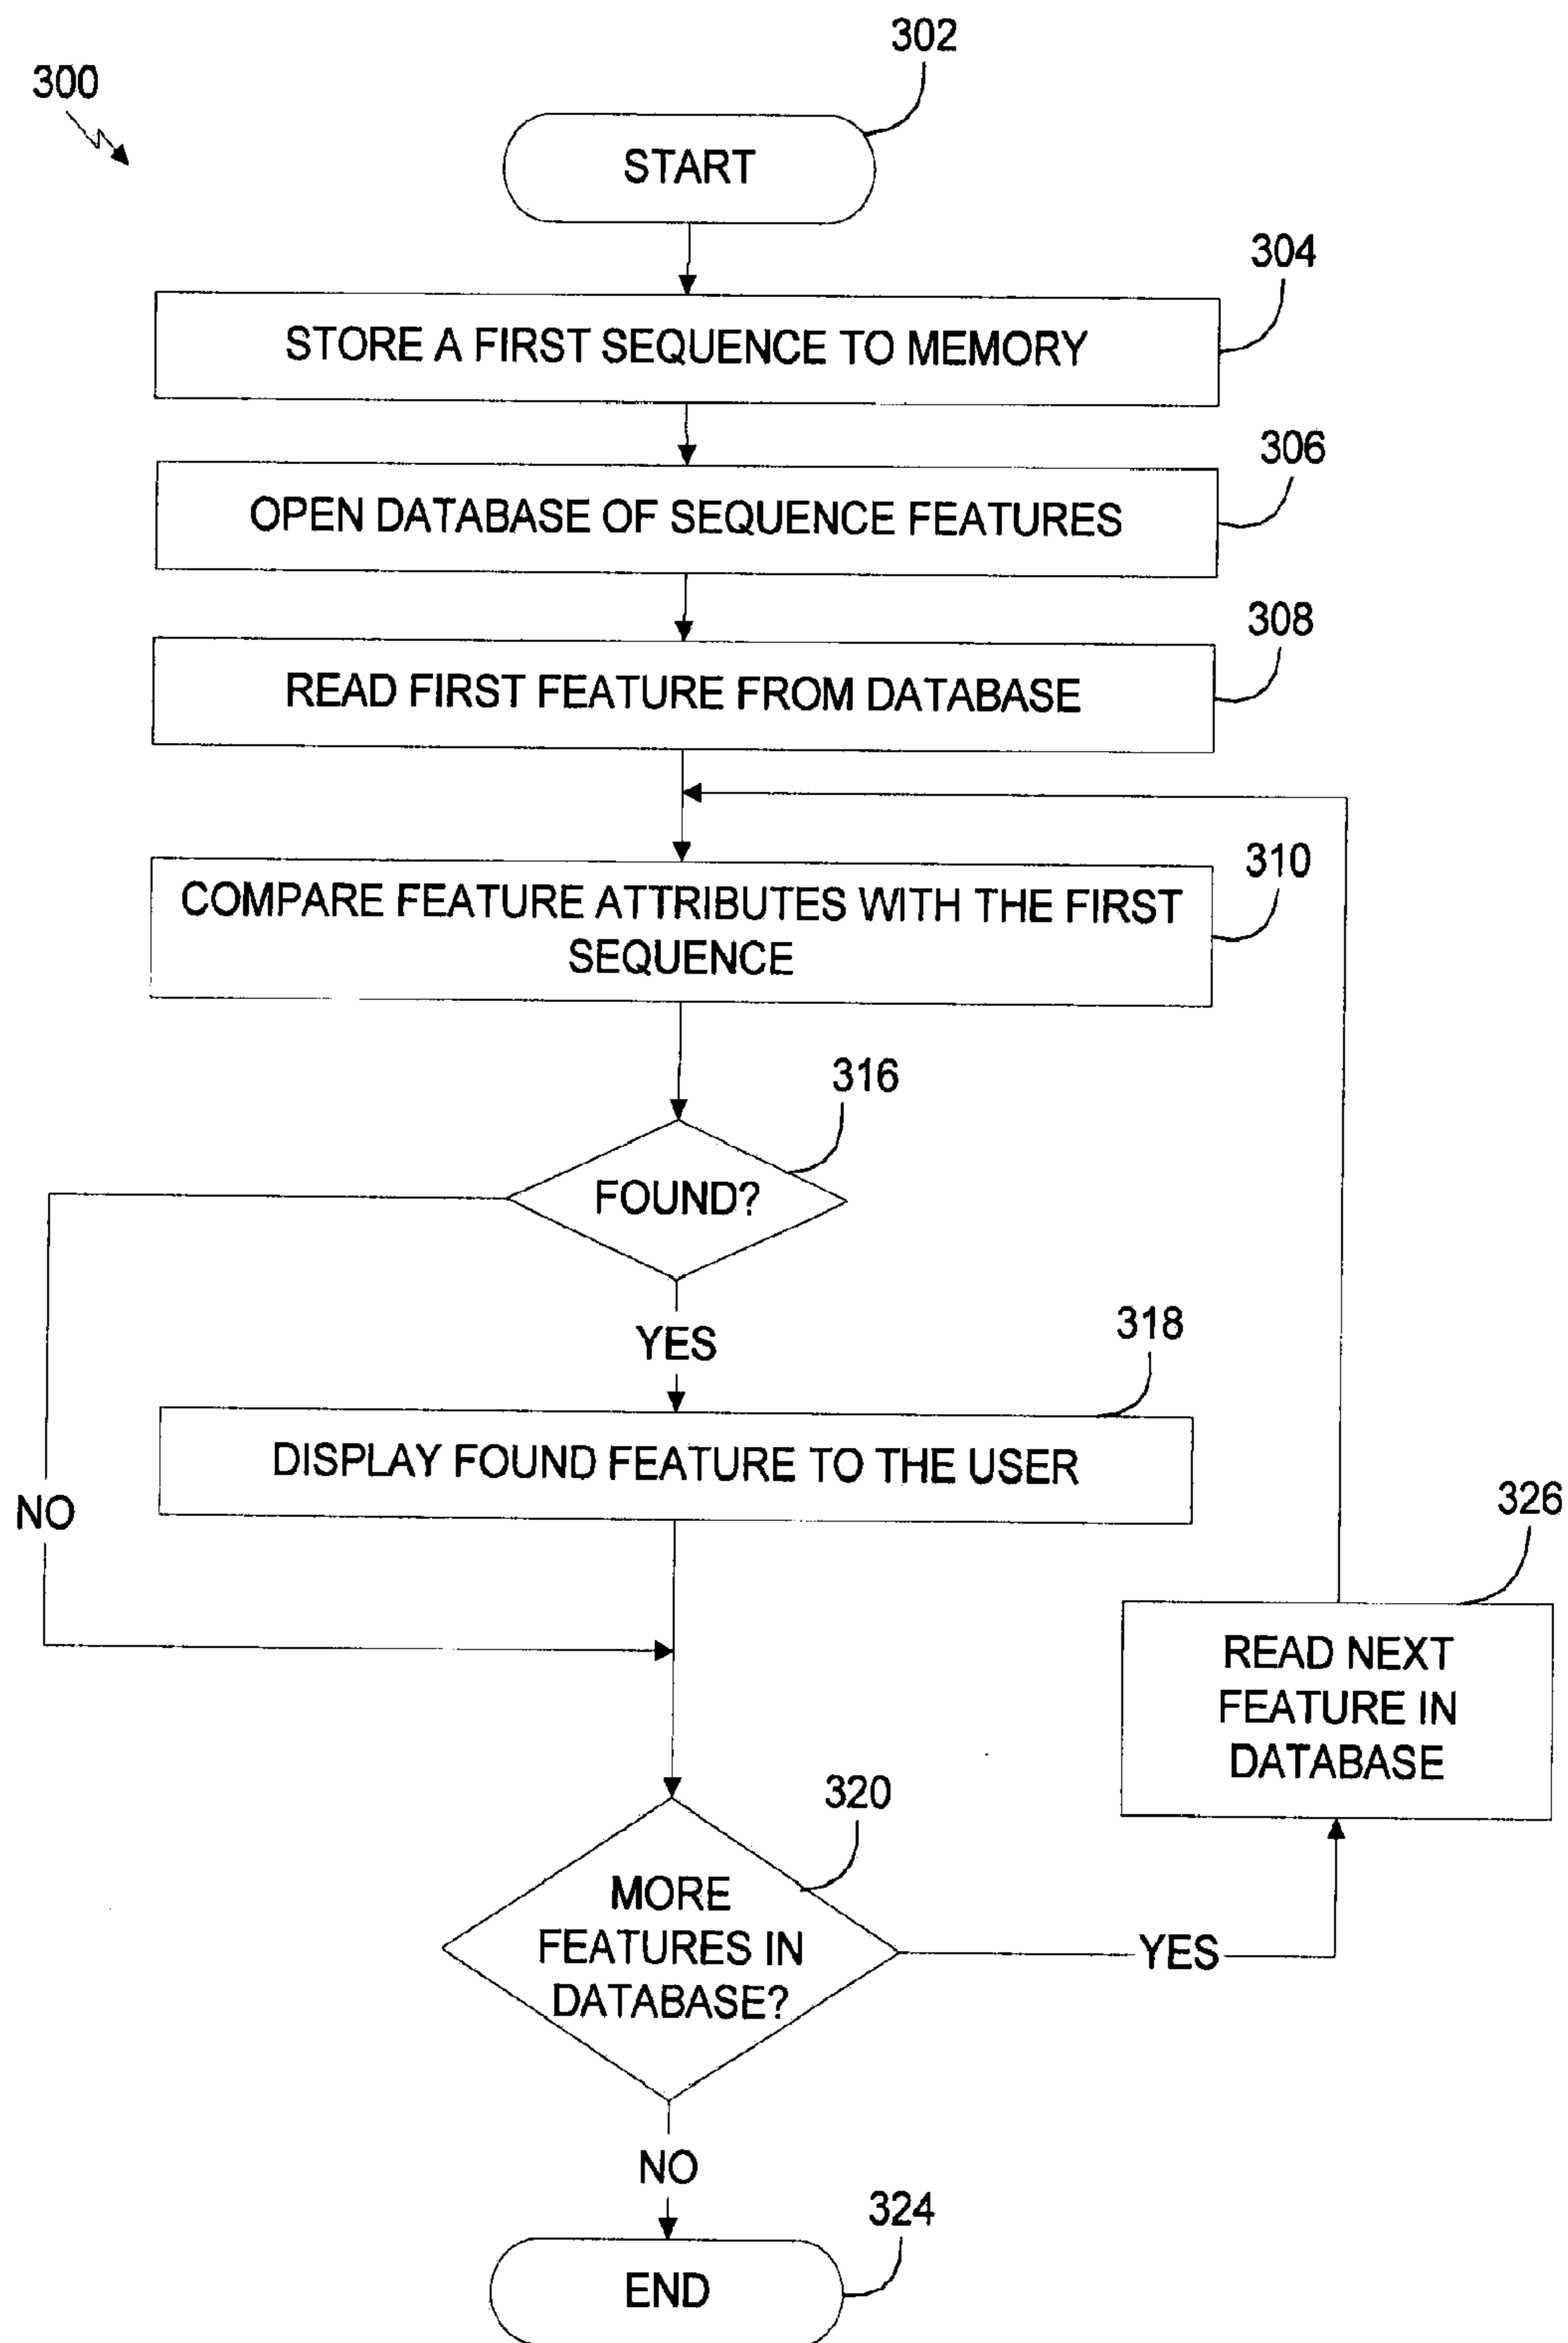 302
300
START
304
STORE A FIRST SEQUENCE TO MEMORY
306
OPEN DATABASE OF SEQUENCE FEATURES
308
READ FIRST FEATURE FROM DATABASE
310
COMPARE FEATURE ATTRIBUTES WITH THE FIRST
SEQUENCE
316
FOUND?
YES
318
DISPLAY FOUND FEATURE TO THE USER
NO
326
READ NEXT
FEATURE IN
DATABASE
320
MORE
FEATURES IN
DATABASE?
YES
NO
324
END